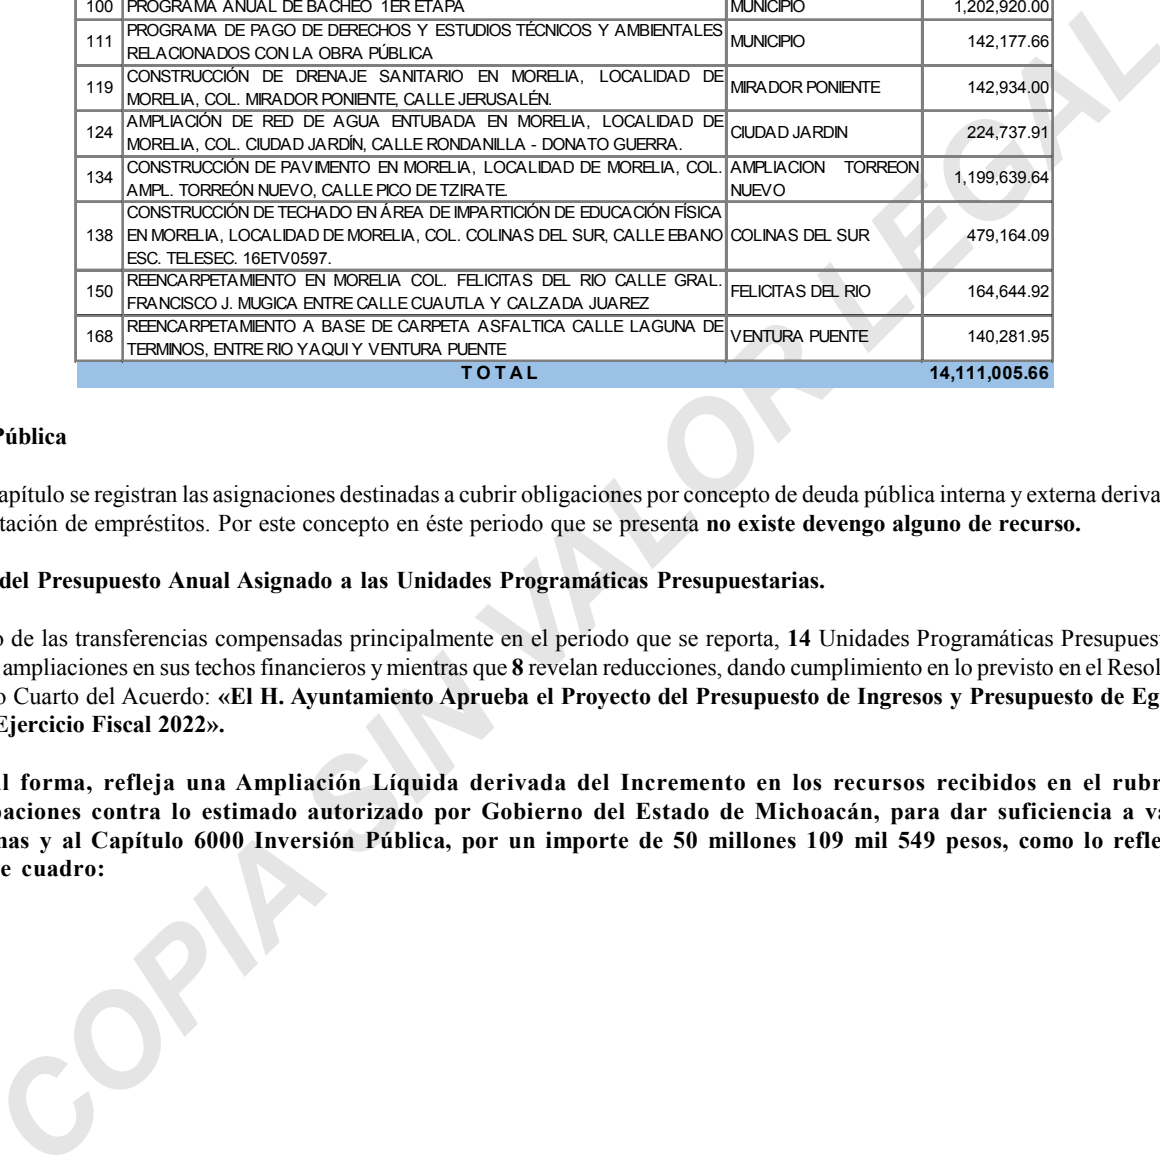 100 PROGRAMA ANUAL DE BACHEO 1ER ETAPA MUNICIPIO 1,202,920.00
111 PROGRAMA DE PAGO DE DERECHOS Y ESTUDIOS TÉCNICOS Y AMBIENTALES MUNICIPIO 142,177.66
RELACIONADOS CON LA OBRA PÚBLICA
119 CONSTRUCCIÓN DE DRENAJE SANITARIO EN MORELIA, LOCALIDAD DE MIRADOR PONIENTE 142,934.00
MORELIA, COL. MIRADOR PONIENTE, CALLE JERUSALÉN.
124 AMPLIACIÓN DE RED DE AGUA ENTUBADA EN MORELIA, LOCALIDAD DE CIUDAD JARDIN 224,737.91
MORELIA, COL. CIUDAD JARDÍN, CALLE RONDANILLA - DONATO GUERRA.
134 CONSTRUCCIÓN DE PAVIMENTO EN MORELIA, LOCALIDAD DE MORELIA, COL. AMPLIACION TORREON 1,199,639.64
AMPL. TORREÓN NUEVO, CALLE PICO DE TZIRATE. NUEVO
CONSTRUCCIÓN DE TECHADO EN ÁREA DE IMPARTICIÓN DE EDUCACIÓN FÍSICA
138 EN MORELIA, LOCALIDAD DE MORELIA, COL. COLINAS DEL SUR, CALLE EBANO COLINAS DEL SUR 479,164.09
ESC. TELESEC. 16ETV0597.
150 REENCARPETAMIENTO EN MORELIA COL. FELICITAS DEL RIO CALLE GRAL. FELICITAS DEL RIO 164,644.92
FRANCISCO J. MUGICA ENTRE CALLE CUAUTLA Y CALZADA JUAREZ
168 REENCARPETAMIENTO A BASE DE CARPETA ASFALTICA CALLE LAGUNA DE VENTURA PUENTE 140,281.95
TERMINOS, ENTRE RIO YAQUI Y VENTURA PUENTE
TOTAL 14,111,005.66
Pública
apítulo se registran las asignaciones destinadas a cubrir obligaciones por concepto de deuda pública interna y externa deriva
tación de empréstitos. Por este concepto en éste periodo que se presenta no existe devengo alguno de recurso.
del Presupuesto Anual Asignado a las Unidades Programáticas Presupuestarias.
o de las transferencias compensadas principalmente en el periodo que se reporta, 14 Unidades Programáticas Presupues
ampliaciones en sus techos financieros y mientras que 8 revelan reducciones, dando cumplimiento en lo previsto en el Resol
o Cuarto del Acuerdo: «El H. Ayuntamiento Aprueba el Proyecto del Presupuesto de Ingresos y Presupuesto de Eg
Ejercicio Fiscal 2022».
al forma, refleja una Ampliación Líquida derivada del Incremento en los recursos recibidos en el rubr
paciones contra lo estimado autorizado por Gobierno del Estado de Michoacán, para dar suficiencia a va
mas y al Capítulo 6000 Inversión Pública, por un importe de 50 millones 109 mil 549 pesos, como lo refle
e cuadro:
COPIA SIN VALOR LEGAL